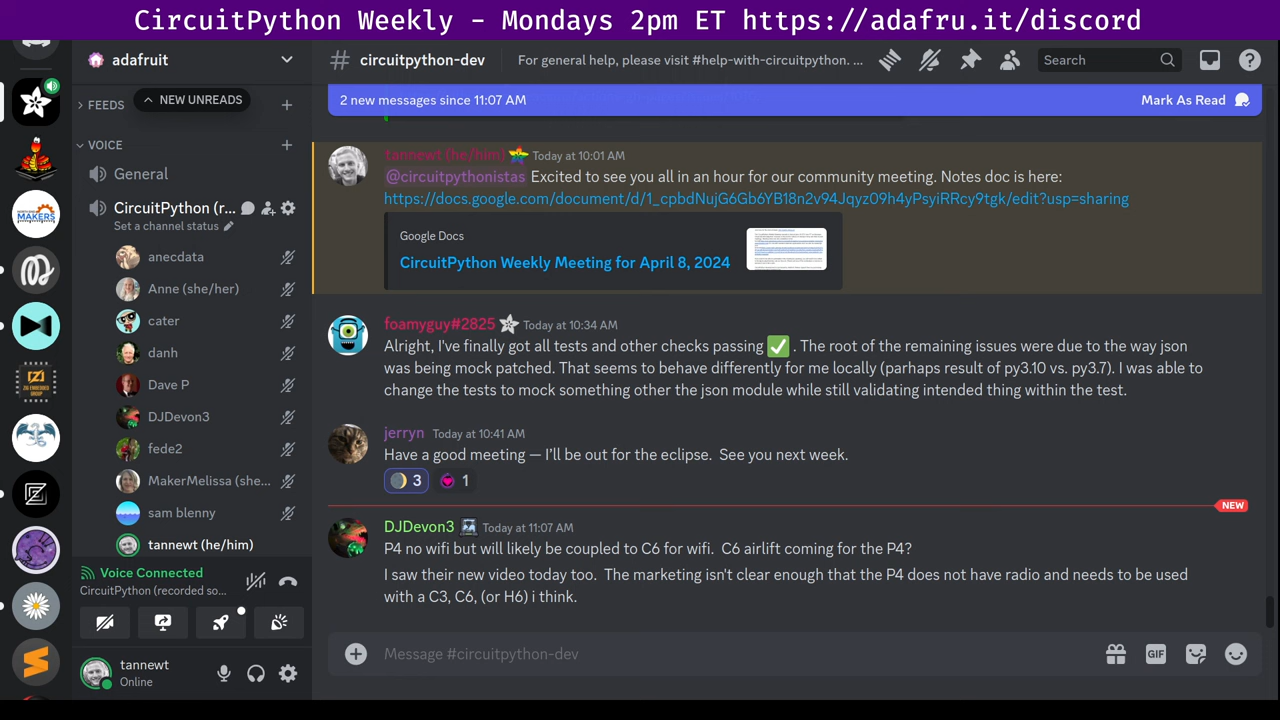 CircuitPython Weekly - Mondays 2pm ET https://adafru.it/discord
adafruit
# circuitpython-dev
For general help, please visit #help-with-circuitpython. ...
Search
FEEDS
NEW UNREADS
2 new messages since 11:07 AM
Mark As Read
VOICE
General
CircuitPython (r...
Set a channel status
anecdata
Anne (she/her)
cater
danh
Dave P
DJDevon3
fede2
MakerMelissa (she...
sam blenny
tannewt (he/him)
Voice Connected
CircuitPython (recorded so...
tannewt
Online
tannewt (he/him) Today at 10:01 AM
@circuitpythonistas Excited to see you all in an hour for our community meeting. Notes doc is here:
https://docs.google.com/document/d/1_cpbdNujG6Gb6YB18n2v94Jqyz09h4yPsyiRRcy9tgk/edit?usp=sharing
Google Docs
CircuitPython Weekly Meeting for April 8, 2024
foamyguy#2825 Today at 10:34 AM
Alright, I've finally got all tests and other checks passing ✅ . The root of the remaining issues were due to the way json
was being mock patched. That seems to behave differently for me locally (parhaps result of py3.10 vs. py3.7). I was able to
change the tests to mock something other the json module while still validating intended thing within the test.
jerryn Today at 10:41 AM
Have a good meeting — I'll be out for the eclipse. See you next week.
3 1
NEW
DJDevon3 Today at 11:07 AM
P4 no wifi but will likely be coupled to C6 for wifi. C6 airlift coming for the P4?
I saw their new video today too. The marketing isn't clear enough that the P4 does not have radio and needs to be used
with a C3, C6, (or H6) i think.
Message #circuitpython-dev
GIF